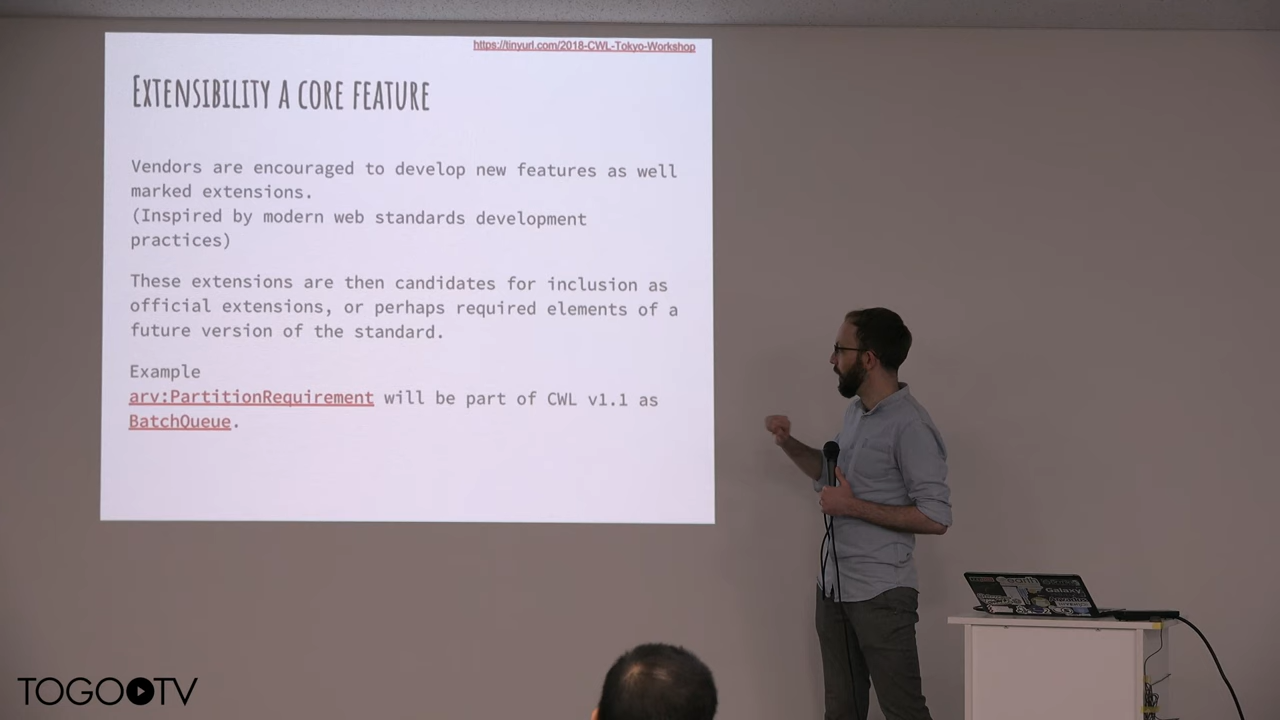 https://tinyurl.com/2018-CWL-Tokyo-Workshop
EXTENSIBILITY A CORE FEATURE
Vendors are encouraged to develop new features as well
marked extensions.
(Inspired by modern web standards development
practices)
These extensions are then candidates for inclusion as
official extensions, or perhaps required elements of a
future version of the standard.
Example
arv:PartitionRequirement will be part of CWL v1.1 as
BatchQueue.
Galaxy
TOGOTV